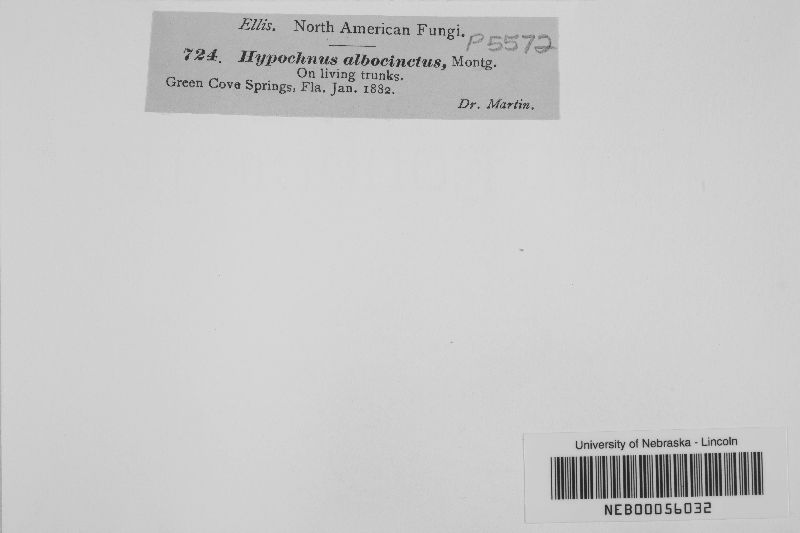 Ellis. North American Fungi.
P5572
724. Hypochnus albocinctus, Montg.
On living trunks.
Green Cove Springs, Fla. Jan. 1882.
Dr. Martin.
University of Nebraska - Lincoln
NEB00056032